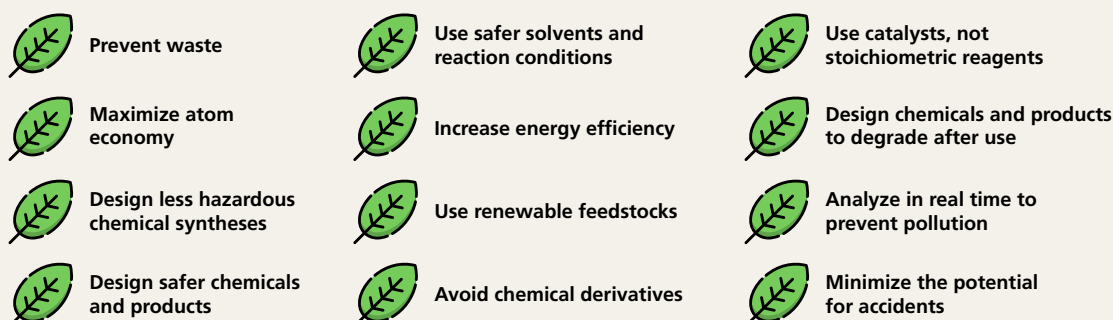 Prevent waste
Maximize atom
economy
Design less hazardous
chemical syntheses
Design safer chemicals
and products
Use safer solvents and
reaction conditions
Increase energy efficiency
Use renewable feedstocks
Avoid chemical derivatives
Use catalysts, not
stoichiometric reagents
Design chemicals and products
to degrade after use
Analyze in real time to
prevent pollution
Minimize the potential
for accidents